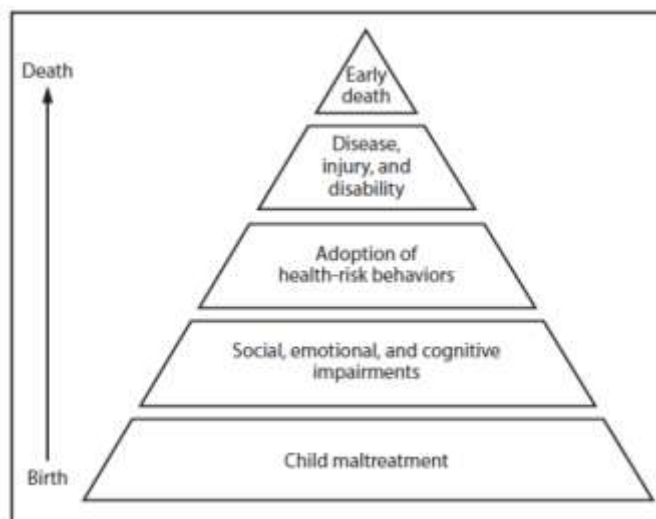 Death
Early
death
Disease,
injury, and
disability
Adoption of
health-risk behaviors
Social, emotional, and cognitive
impairments
Child maltreatment
Birth